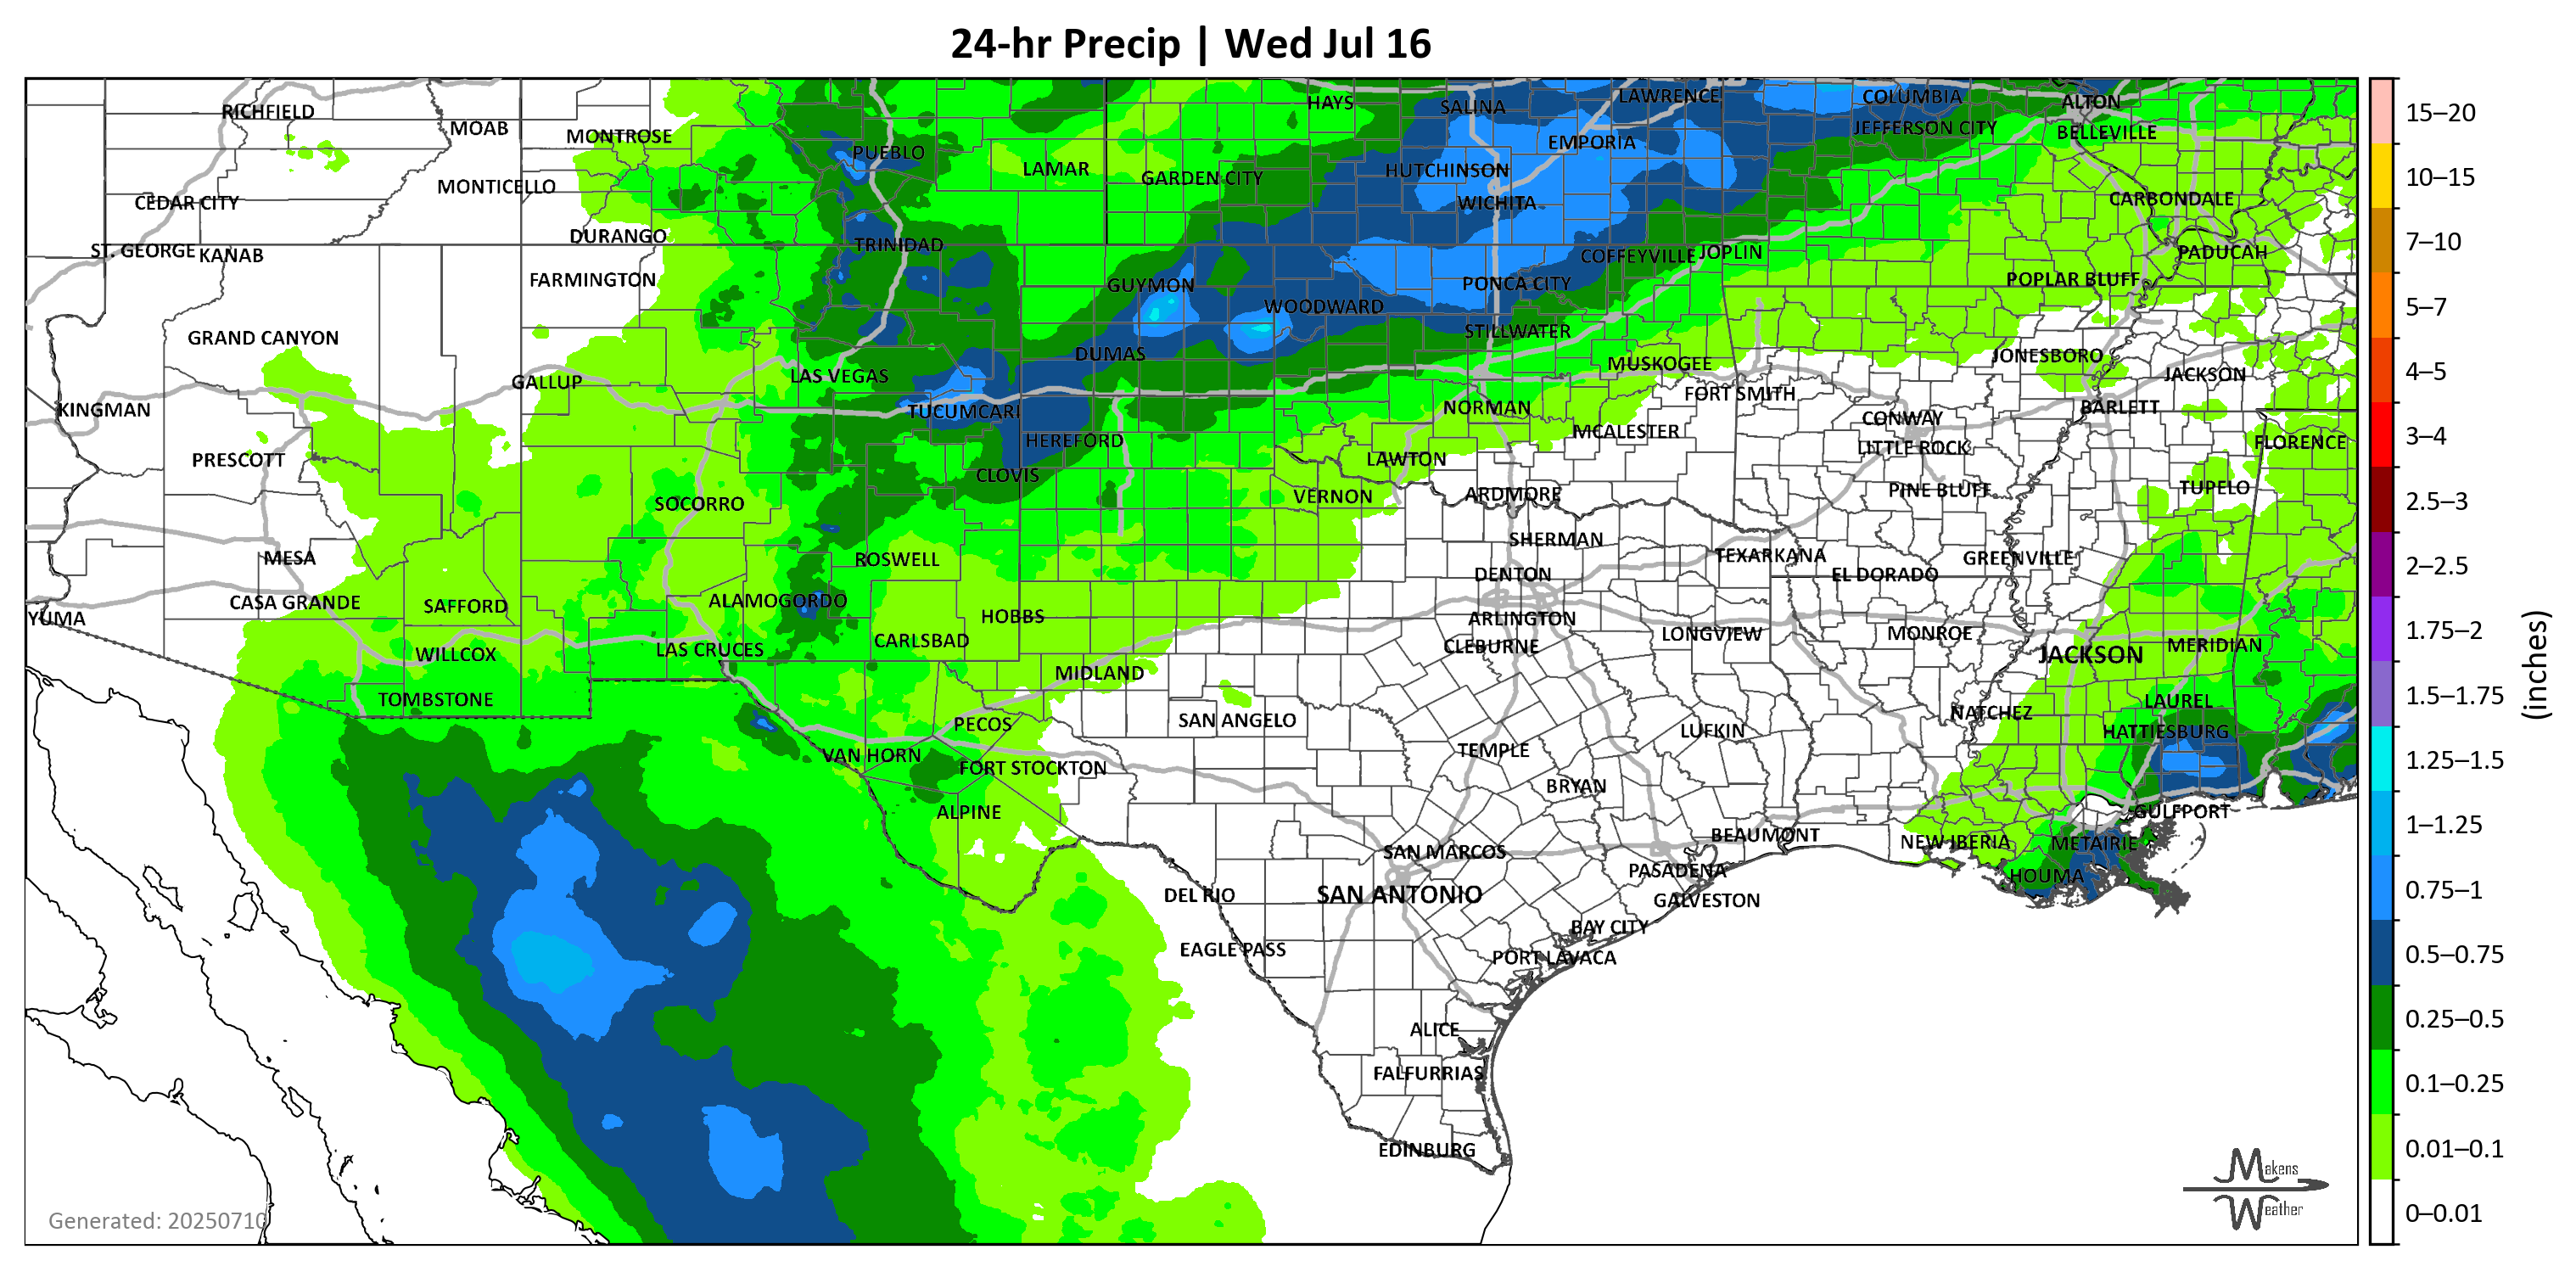 24-hr Precip | Wed Jul 16
RICHFIELD
MOAB
MONTROSE
PUEBLO
LAMAR
GARDEN CITY
HAYS
SALINA
LAWRENCE
COLUMBIA
ALTON
EMPORIA
JEFFERSON CITY
BELLEVILLE
HUTCHINSON
MONTICELLO
CEDAR CITY
WICHITA
CARBONDALE
DURANGO
TRINIDAD
ST. GEORGE
KANAB
COFFEYVILLE
JOPLIN
PADUCAH
FARMINGTON
GUYMON
PONCA CITY
POPLAR BLUFF
WOODWARD
GRAND CANYON
STILLWATER
DUMAS
MUSKOGEE
JONESBORO
GALLUP
LAS VEGAS
JACKSON
FORT SMITH
KINGMAN
TUCUMCARI
NORMAN
BARLETT
CONWAY
HEREFORD
MCALESTER
LITTLE ROCK
FLORENCE
PRESCOTT
CLOVIS
LAWTON
SOCORRO
VERNON
ARDMORE
PINE BLUFF
TUPELO
MESA
ROSWELL
SHERMAN
TEXARKANA
GREENVILLE
DENTON
EL DORADO
CASA GRANDE
SAFFORD
ALAMOGORDO
HOBBS
YUMA
ARLINGTON
CARLSBAD
CLEBURNE
LONGVIEW
MONROE
WILLCOX
LAS CRUCES
JACKSON
MERIDIAN
MIDLAND
TOMBSTONE
LAUREL
PECOS
SAN ANGELO
NATCHEZ
LUFKIN
HATTIESBURG
VAN HORN
TEMPLE
FORT STOCKTON
BRYAN
ALPINE
GULFPORT
BEAUMONT
NEW IBERIA
METAIRIE
SAN MARCOS
PASADENA
HOUMA
DEL RIO
SAN ANTONIO
GALVESTON
BAY CITY
EAGLE PASS
PORT LAVACA
ALICE
FALFURRIAS
EDINBURG
Generated: 20250710
Makens
Weather
15–20
10–15
7–10
5–7
4–5
3–4
2.5–3
2–2.5
1.75–2
1.5–1.75
1.25–1.5
1–1.25
0.75–1
0.5–0.75
0.25–0.5
0.1–0.25
0.01–0.1
0–0.01
(inches)